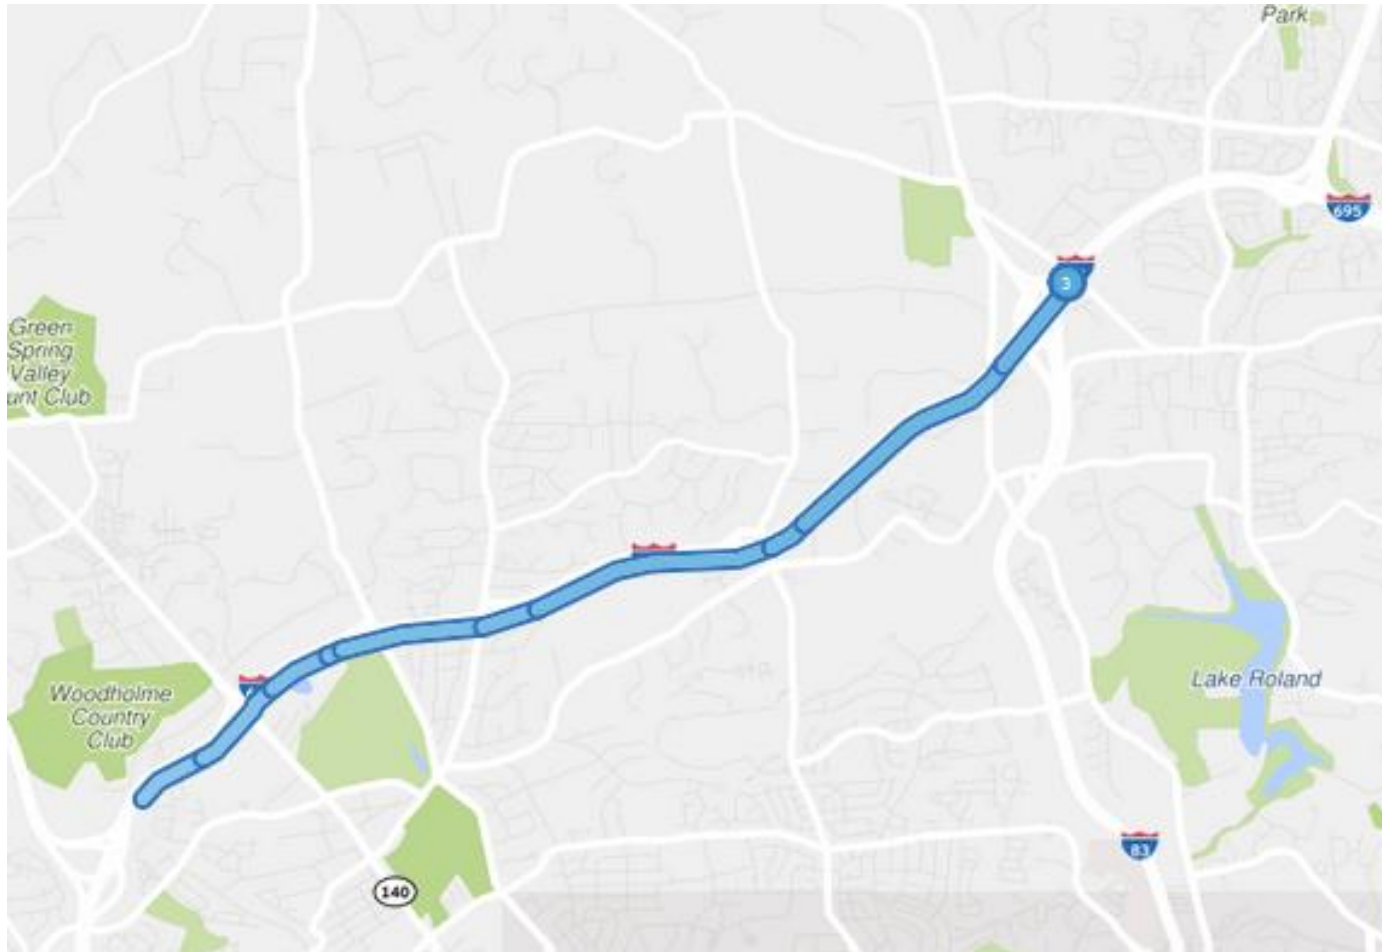 Park
695
3
Green
Spring
Valley
unt Club
Woodholme
Country
Club
Lake Roland
83
140